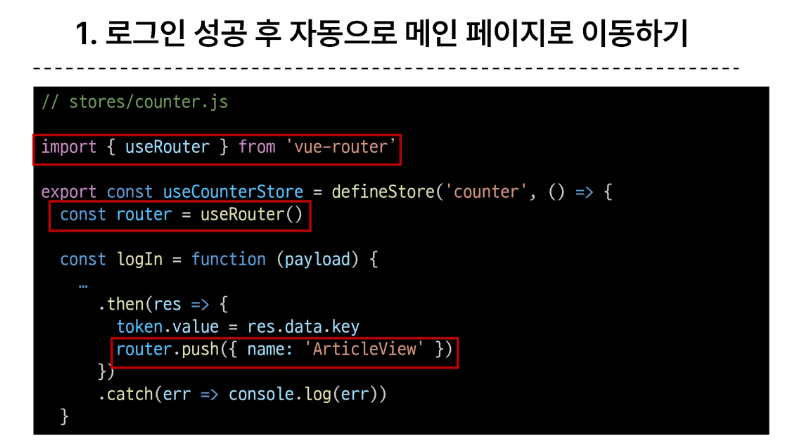 1. 로그인 성공 후 자동으로 메인 페이지로 이동하기
// stores/counter.js
import { useRouter } from 'vue-router’
export const useCounterStore = defineStore('counter', () => {
const router = useRouter()
const logIn = function (payload) {
…
.then(res => {
token.value = res.data.key
router.push({ name: 'ArticleView' })
})
.catch(err => console.log(err))
}